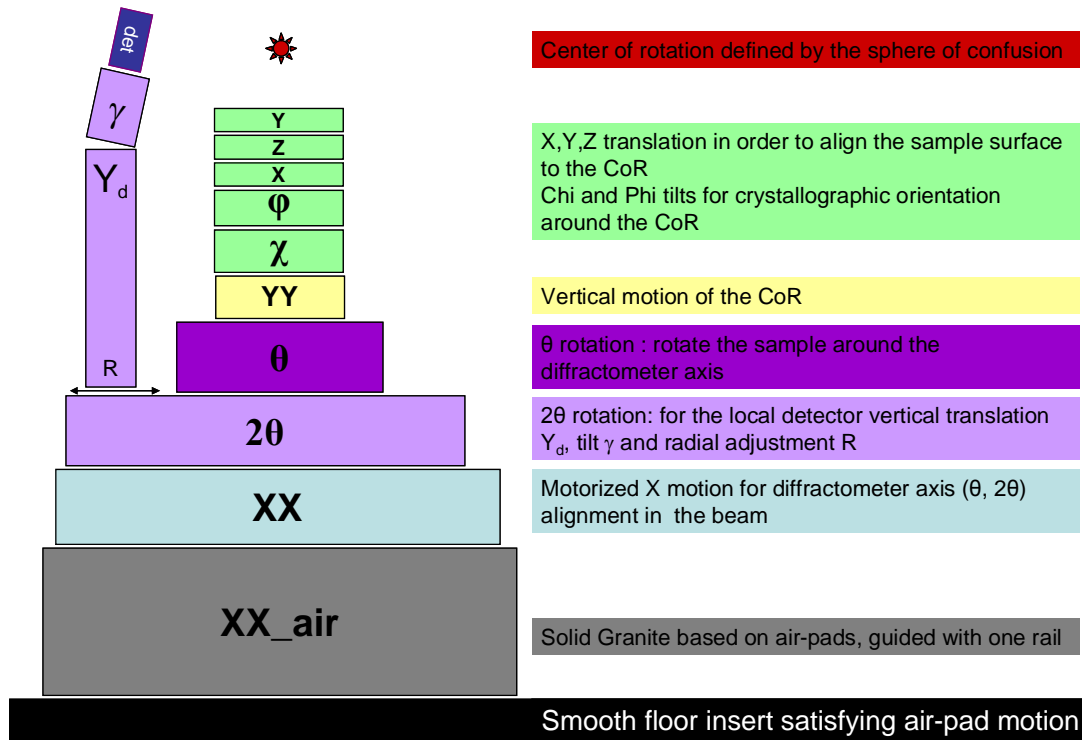 det
γ
Y
Z
X
φ
χ
YY
Yd
R
θ
2θ
XX
XX_air
Center of rotation defined by the sphere of confusion
X,Y,Z translation in order to align the sample surface
to the CoR
Chi and Phi tilts for crystallographic orientation
around the CoR
Vertical motion of the CoR
θ rotation : rotate the sample around the
diffractometer axis
2θ rotation: for the local detector vertical translation
Yd, tilt γ and radial adjustment R
Motorized X motion for diffractometer axis (θ, 2θ)
alignment in the beam
Solid Granite based on air-pads, guided with one rail
Smooth floor insert satisfying air-pad motion